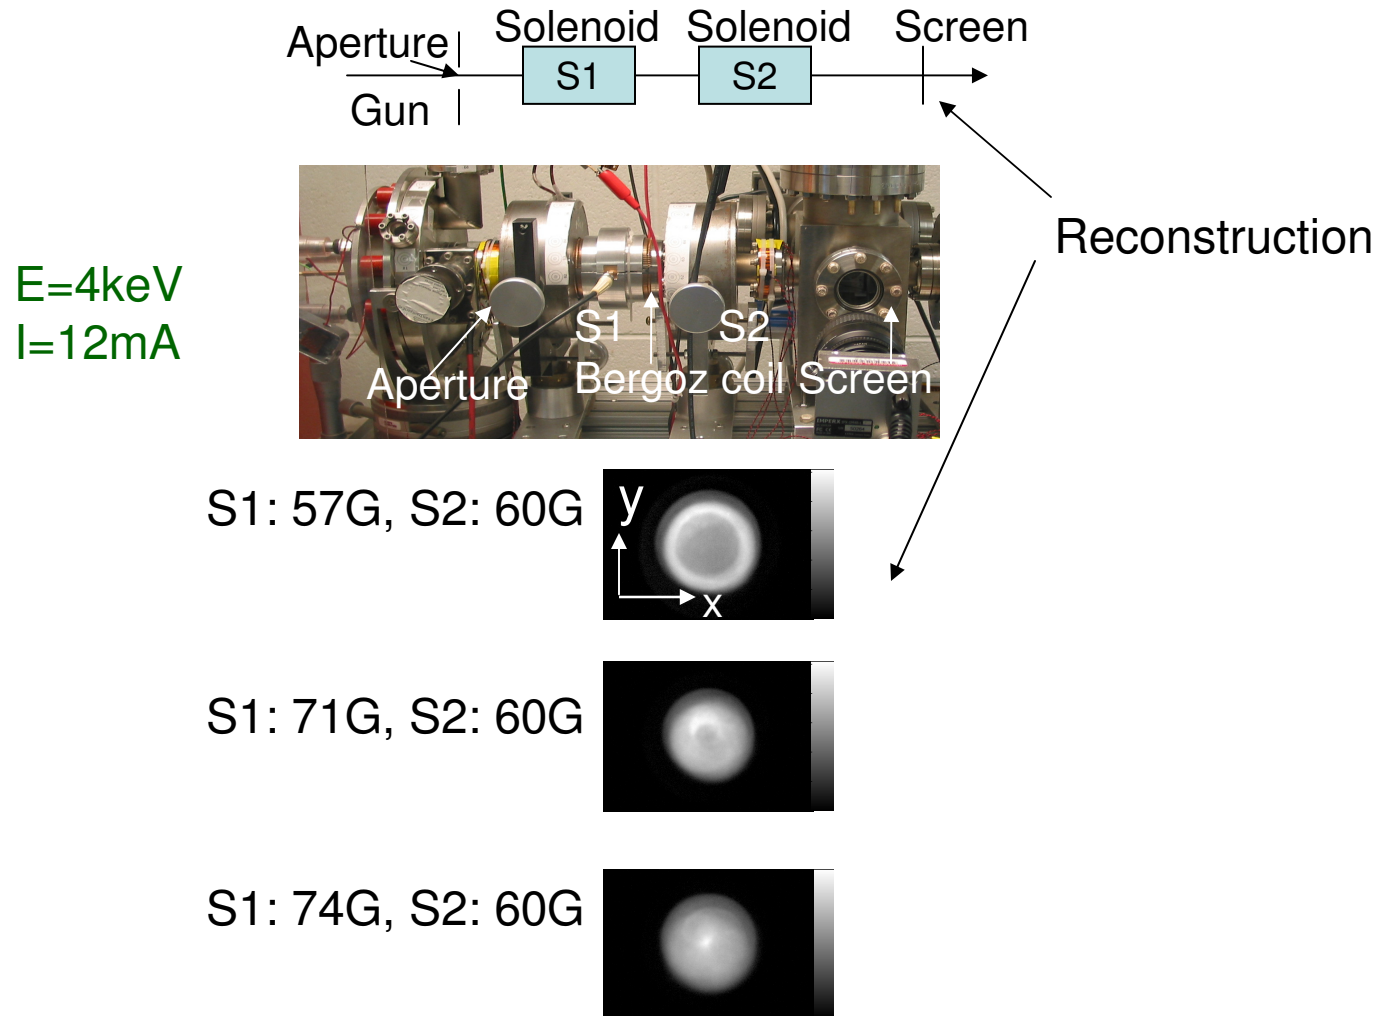 Solenoid Solenoid Screen
Aperture
S1 S2
Gun
Reconstruction
E=4keV
I=12mA
S1 S2
Aperture Bergoz coil Screen
S1: 57G, S2: 60G
y
x
S1: 71G, S2: 60G
S1: 74G, S2: 60G